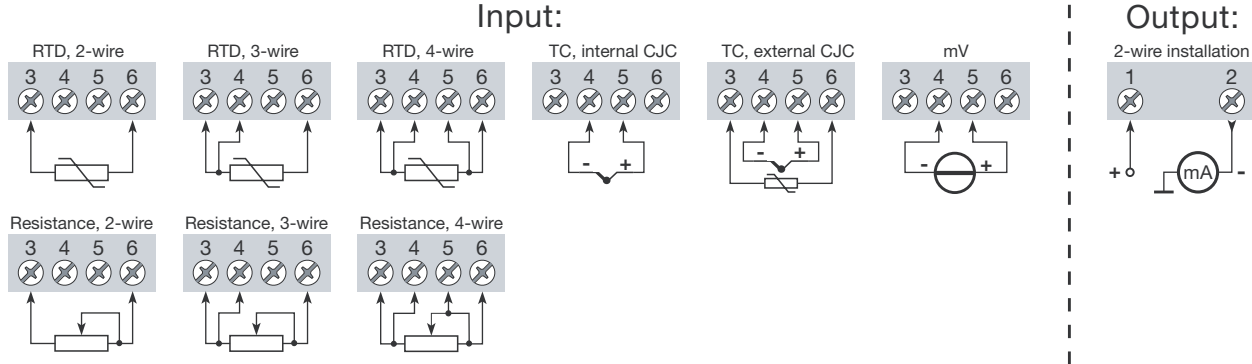 Input:
Output:
RTD, 2-wire
RTD, 3-wire
RTD, 4-wire
TC, internal CJC
TC, external CJC
mV
2-wire installation
3 4 5 6
3 4 5 6
3 4 5 6
3 4 5 6
3 4 5 6
3 4 5 6
1 2
- +
- +
- +
+ mA -
Resistance, 2-wire
Resistance, 3-wire
Resistance, 4-wire
3 4 5 6
3 4 5 6
3 4 5 6